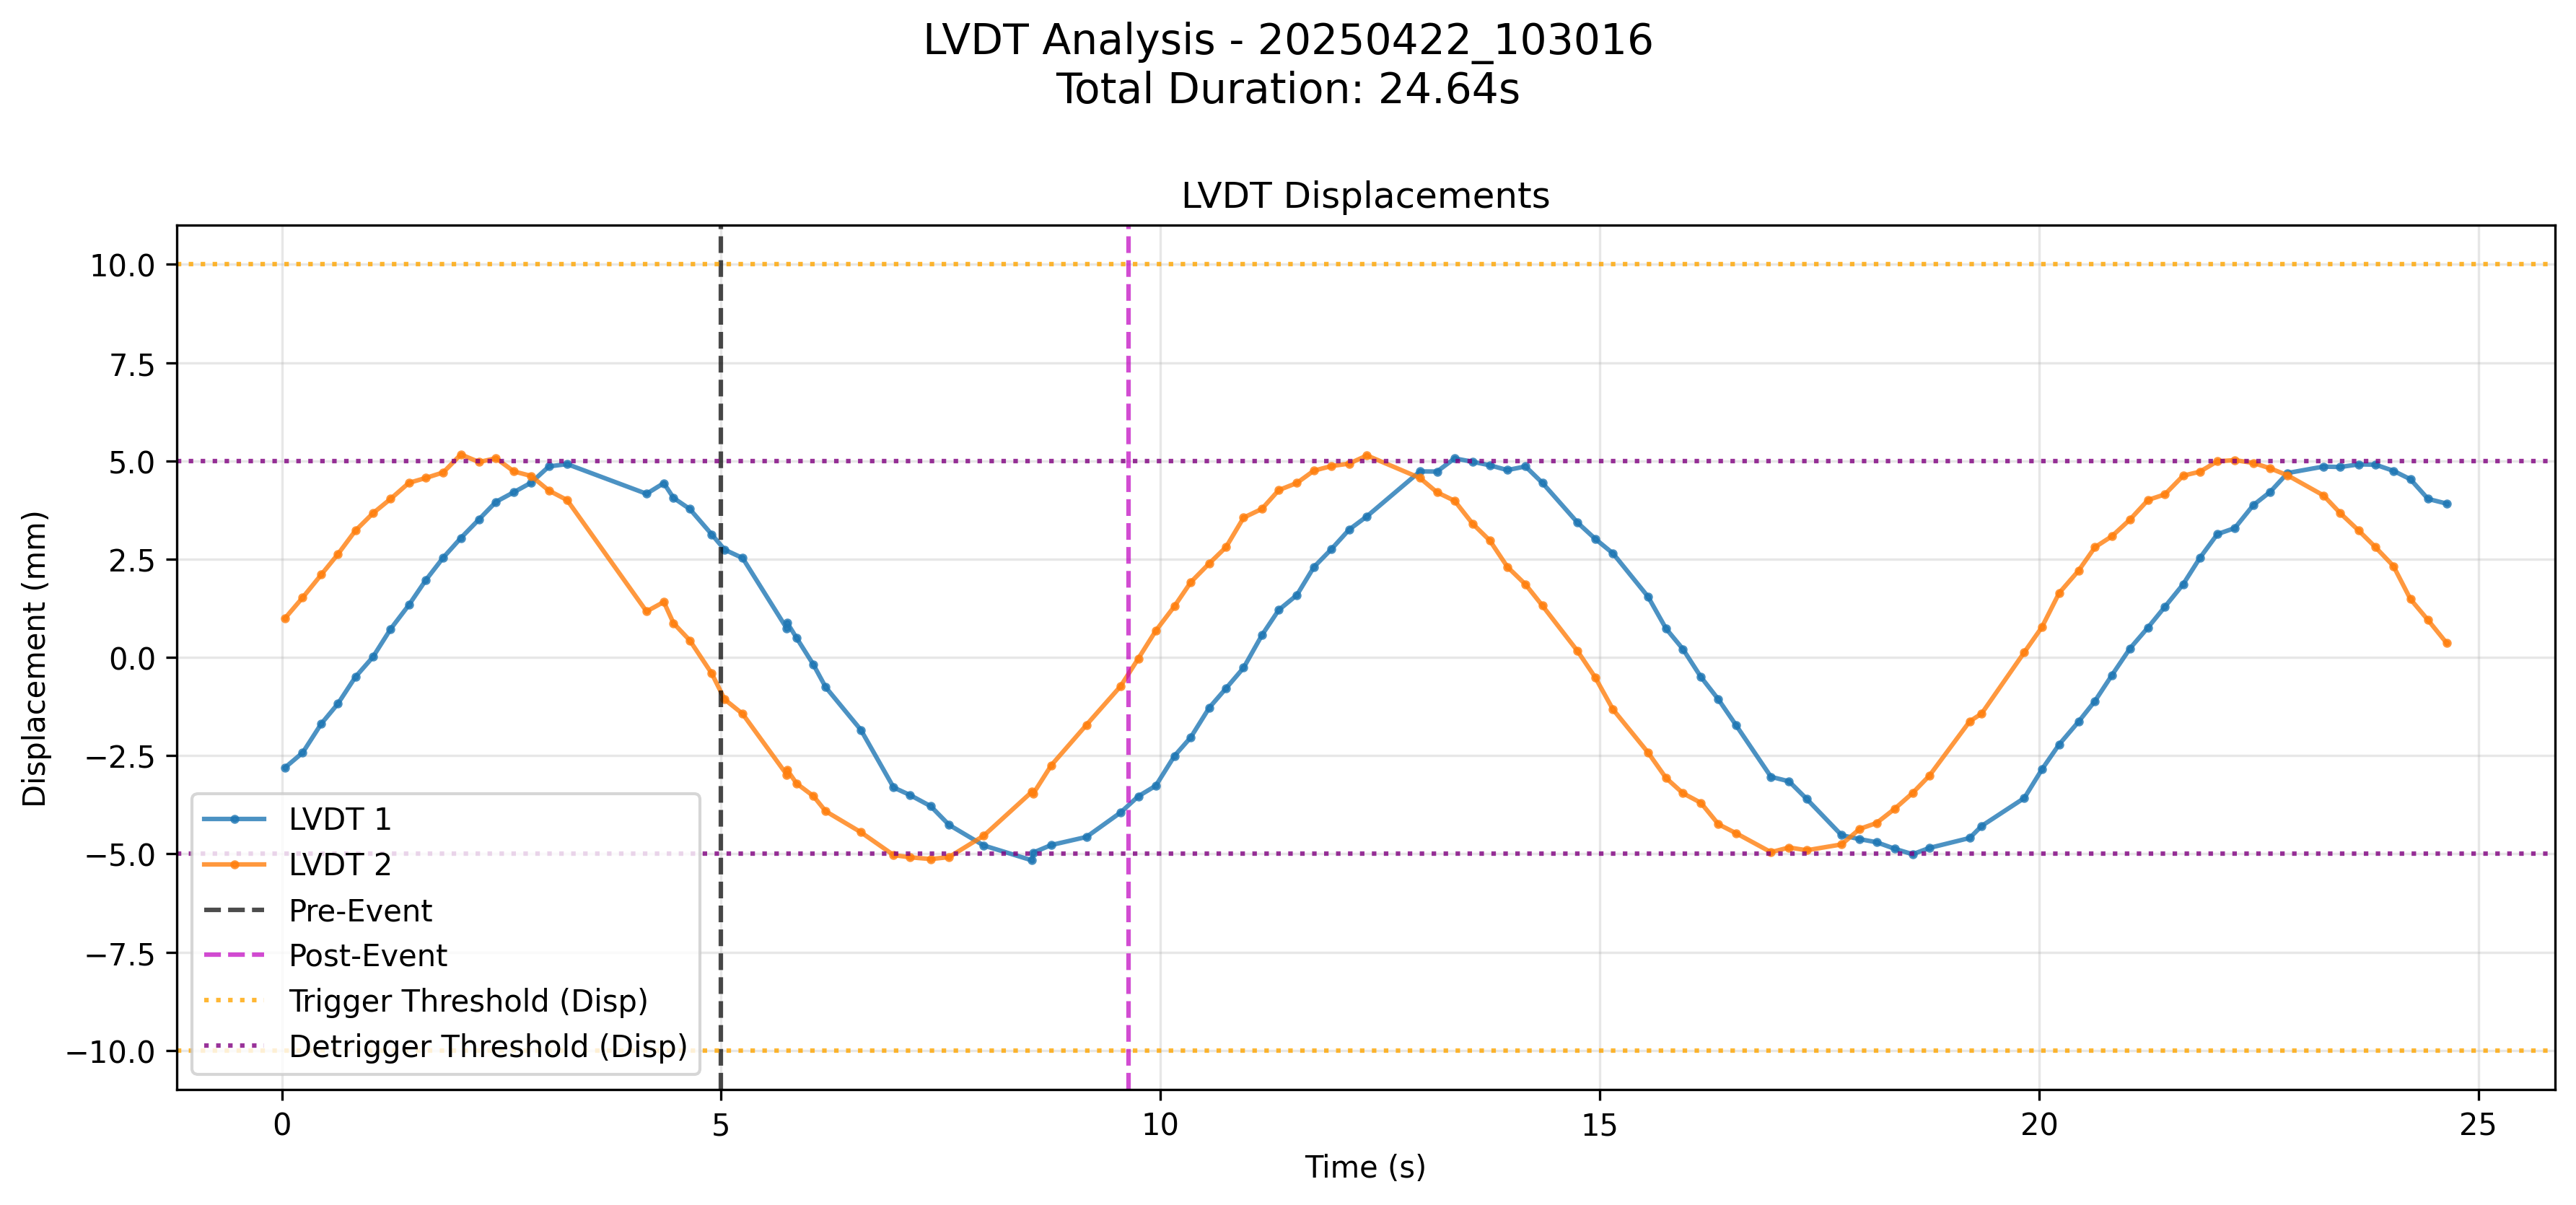 LVDT Analysis - 20250422_103016
Total Duration: 24.64s
LVDT Displacements
Displacement (mm)
10.0
7.5
5.0
2.5
0.0
−2.5
−5.0
−7.5
−10.0
LVDT 1
LVDT 2
Pre-Event
Post-Event
Trigger Threshold (Disp)
Detrigger Threshold (Disp)
0
5
10
15
20
25
Time (s)